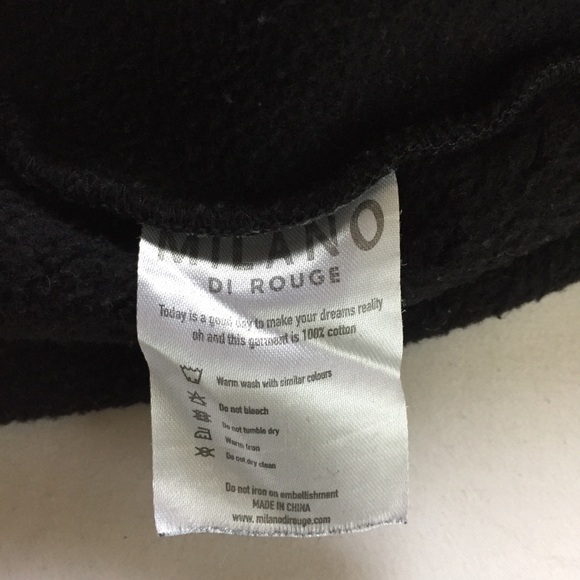 MILANO
DI ROUGE
Today is a good day to make your dreams reality
oh and this garment is 100% cotton
Warm wash with similar colours
Do not bleach
Do not tumble dry
Warm Iron
Do not dry clean
Do not iron on embellishment
MADE IN CHINA
www.milanodirouge.com